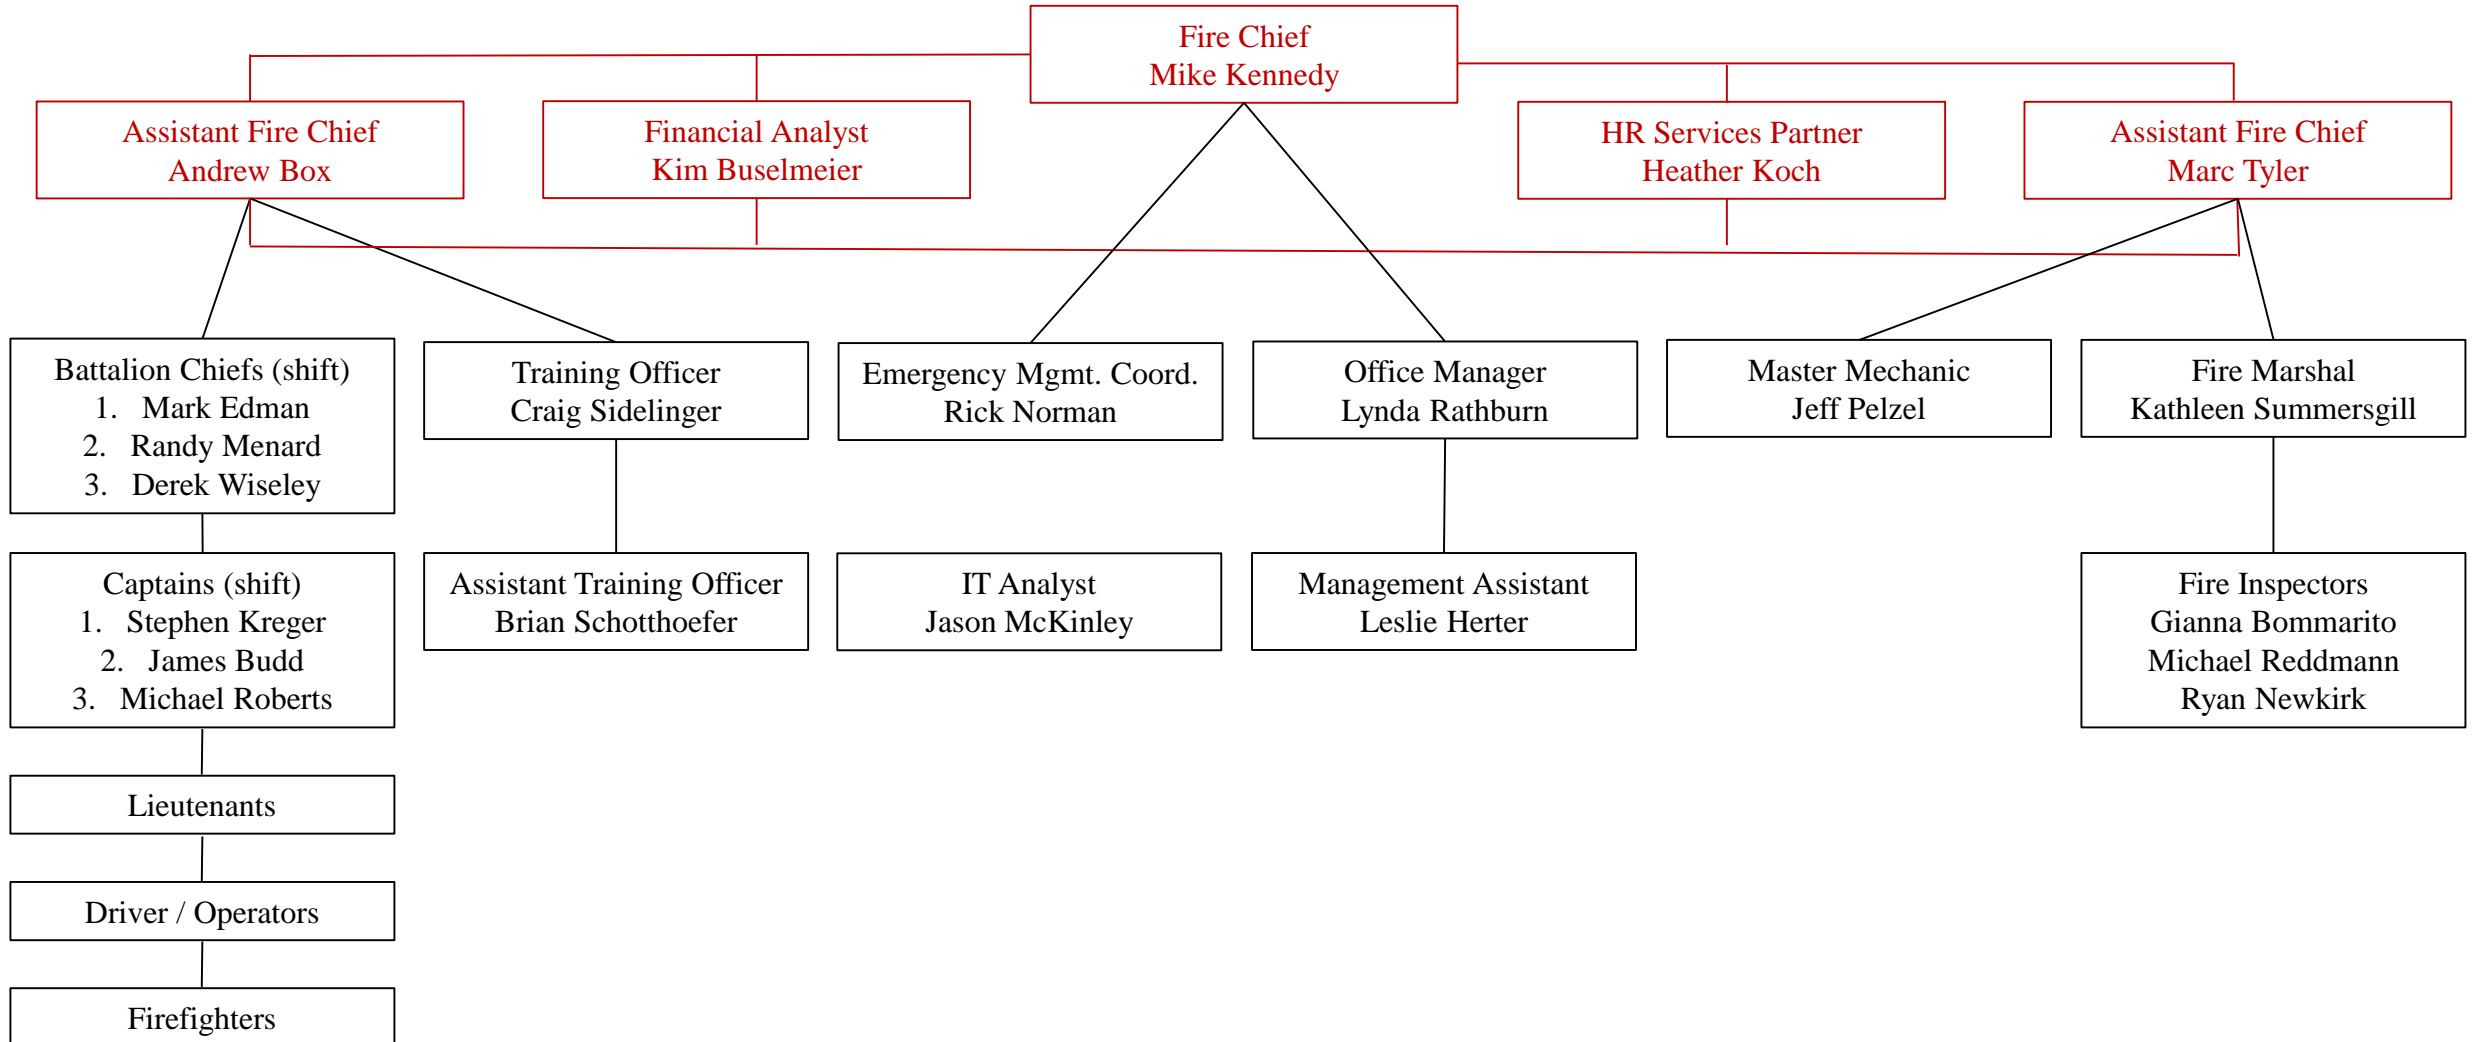 Fire Chief
Mike Kennedy
Assistant Fire Chief
Andrew Box
Financial Analyst
Kim Buselmeier
HR Services Partner
Heather Koch
Assistant Fire Chief
Marc Tyler
Battalion Chiefs (shift)
1. Mark Edman
2. Randy Menard
3. Derek Wiseley
Training Officer
Craig Sidelinger
Emergency Mgmt. Coord.
Rick Norman
Office Manager
Lynda Rathburn
Master Mechanic
Jeff Pelzel
Fire Marshal
Kathleen Summersgill
Captains (shift)
1. Stephen Kreger
2. James Budd
3. Michael Roberts
Assistant Training Officer
Brian Schotthoefer
IT Analyst
Jason McKinley
Management Assistant
Leslie Herter
Fire Inspectors
Gianna Bommarito
Michael Reddmann
Ryan Newkirk
Lieutenants
Driver / Operators
Firefighters